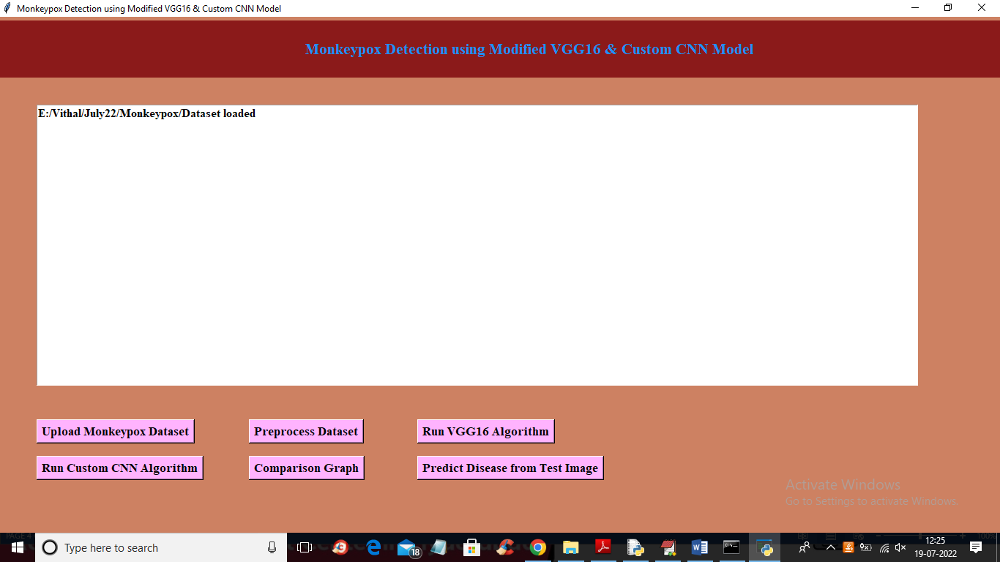 Monkeypox Detection using Modified VGG16 & Custom CNN Model
Monkeypox Detection using Modified VGG16 & Custom CNN Model
E:/Vithal/July22/Monkeypox/Dataset loaded
Upload Monkeypox Dataset Preprocess Dataset Run VGG16 Algorithm
Run Custom CNN Algorithm Comparison Graph Predict Disease from Test Image
Activate Windows
Go to Settings to activate Windows.
PAGE 4
100%
Type here to search
18
12:25
19-07-2022